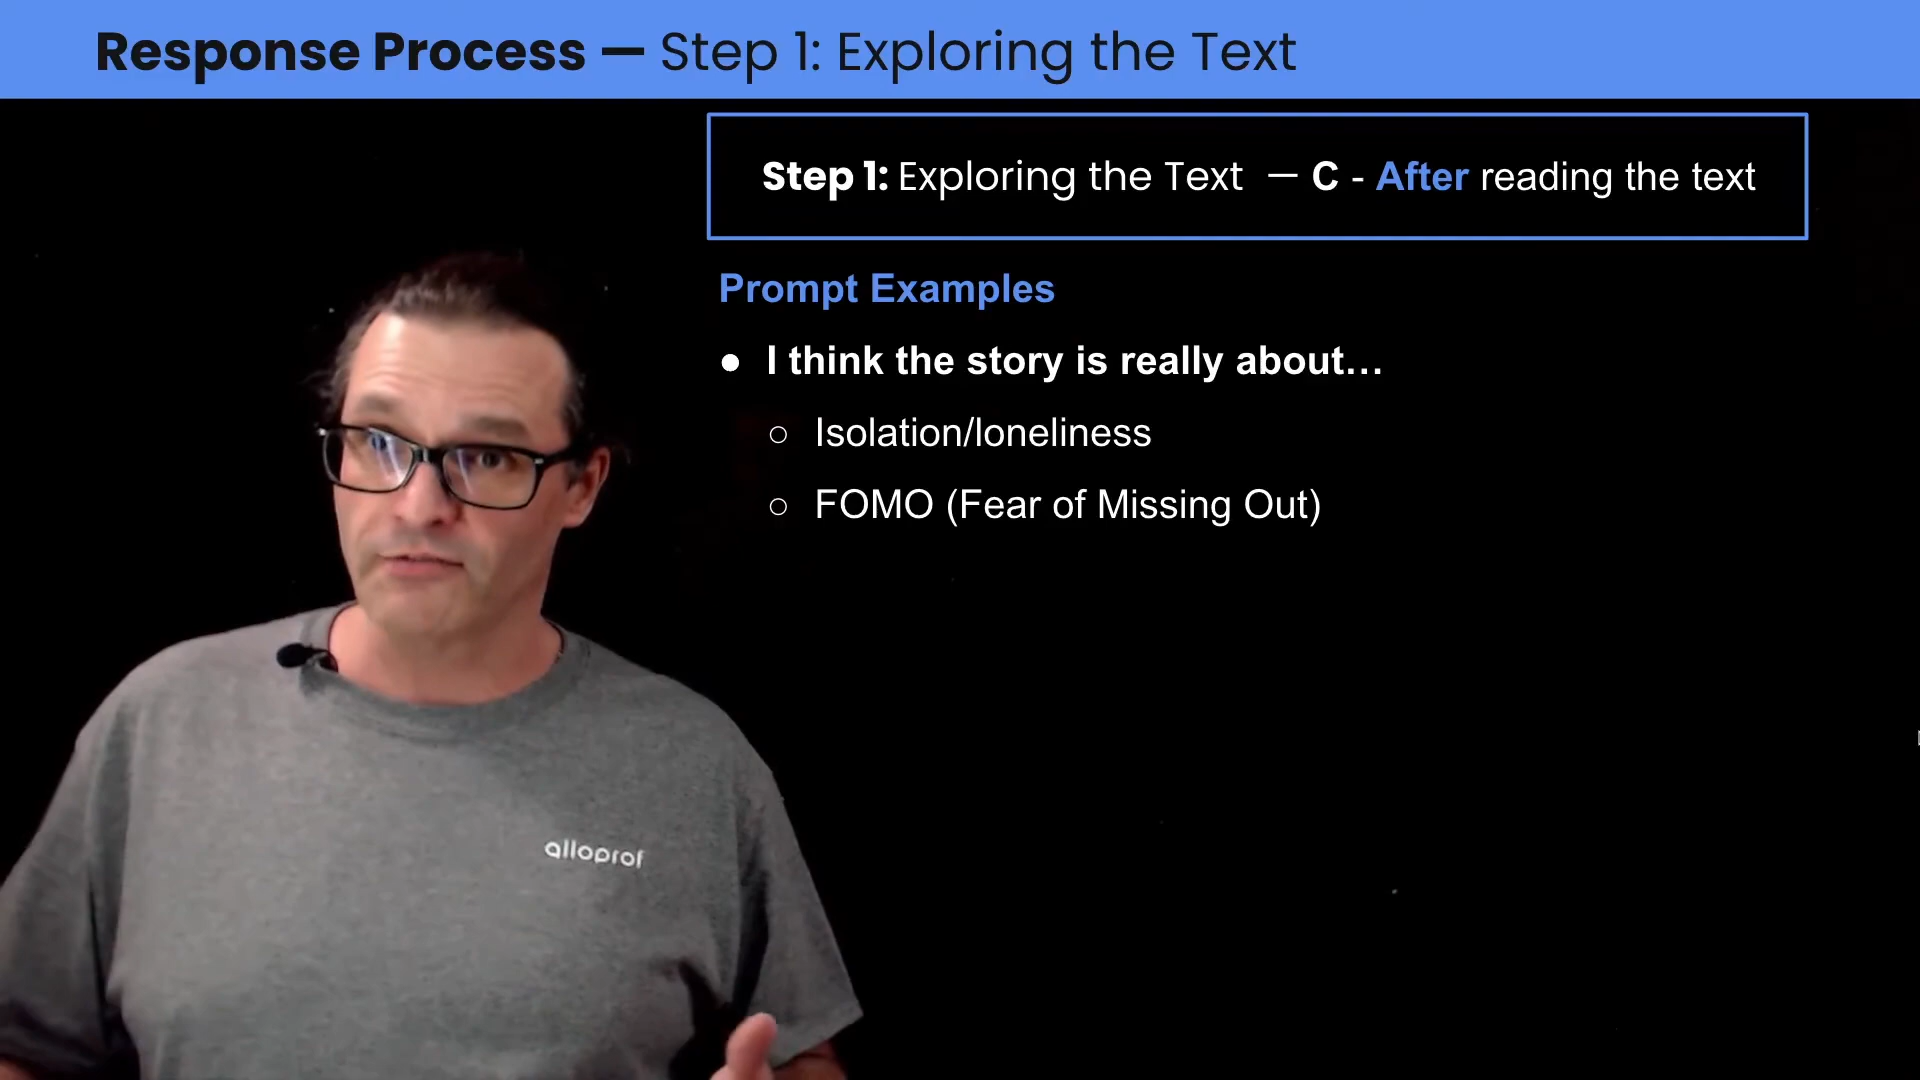 Response Process — Step 1: Exploring the Text
Step 1: Exploring the Text — C - After reading the text
Prompt Examples
● I think the story is really about…
○ Isolation/loneliness
○ FOMO (Fear of Missing Out)
alloprof